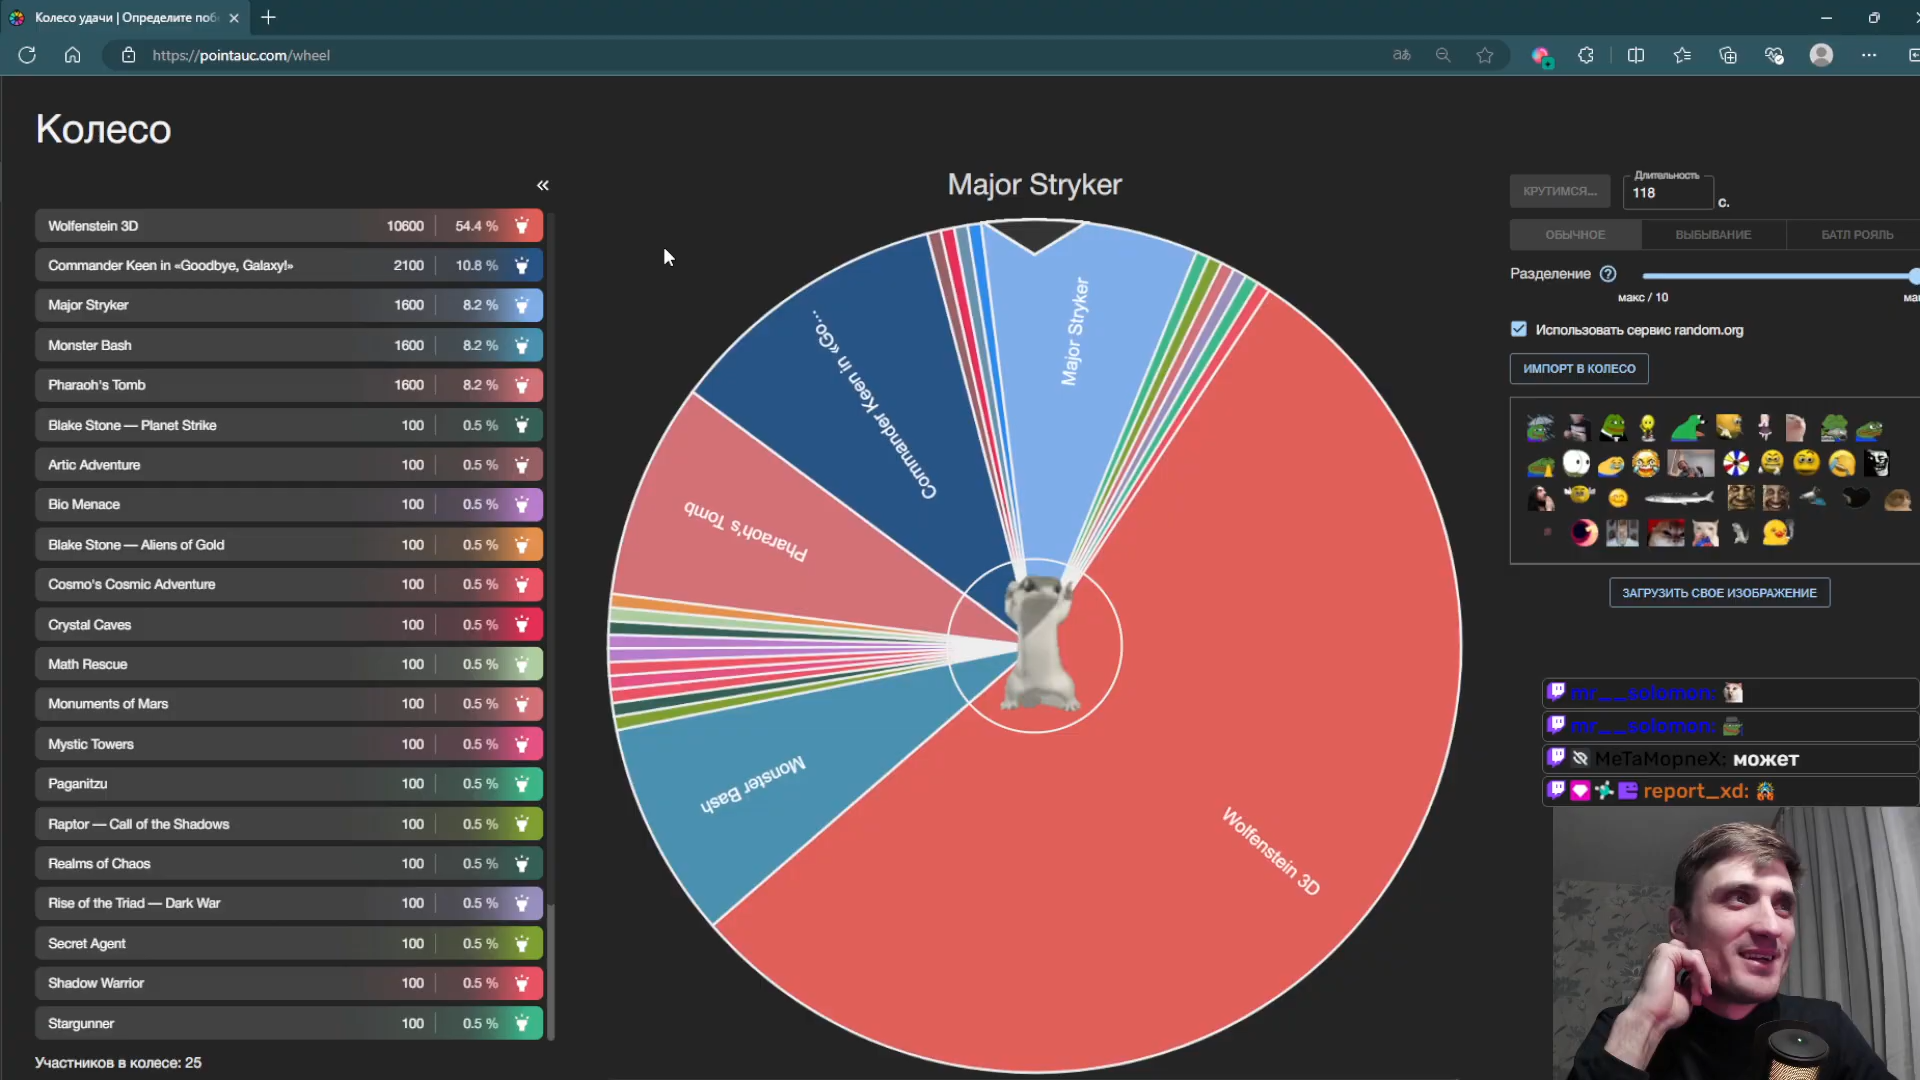 Колесо удачи | Определите поб
https://pointauc.com/wheel
Колесо
«
Wolfenstein 3D 10600 54.4 %
Commander Keen in «Goodbye, Galaxy!» 2100 10.8 %
Major Stryker 1600 8.2 %
Monster Bash 1600 8.2 %
Pharaoh's Tomb 1600 8.2 %
Blake Stone — Planet Strike 100 0.5 %
Artic Adventure 100 0.5 %
Bio Menace 100 0.5 %
Blake Stone — Aliens of Gold 100 0.5 %
Cosmo's Cosmic Adventure 100 0.5 %
Crystal Caves 100 0.5 %
Math Rescue 100 0.5 %
Monuments of Mars 100 0.5 %
Mystic Towers 100 0.5 %
Paganitzu 100 0.5 %
Raptor — Call of the Shadows 100 0.5 %
Realms of Chaos 100 0.5 %
Rise of the Triad — Dark War 100 0.5 %
Secret Agent 100 0.5 %
Shadow Warrior 100 0.5 %
Stargunner 100 0.5 %
Участников в колесе: 25
Major Stryker
Major Stryker
Commander Keen in «Go...
Pharaoh's Tomb
Monster Bash
Wolfenstein 3D
КРУТИМСЯ...
Длительность
118
с.
ОБЫЧНОЕ ВЫБЫВАНИЕ БАТЛ РОЯЛЬ
Разделение
макс / 10
Использовать сервис random.org
ИМПОРТ В КОЛЕСО
ЗАГРУЗИТЬ СВОЕ ИЗОБРАЖЕНИЕ
mr__solomon:
mr__solomon:
MeTaMopneX: может
report_xd: